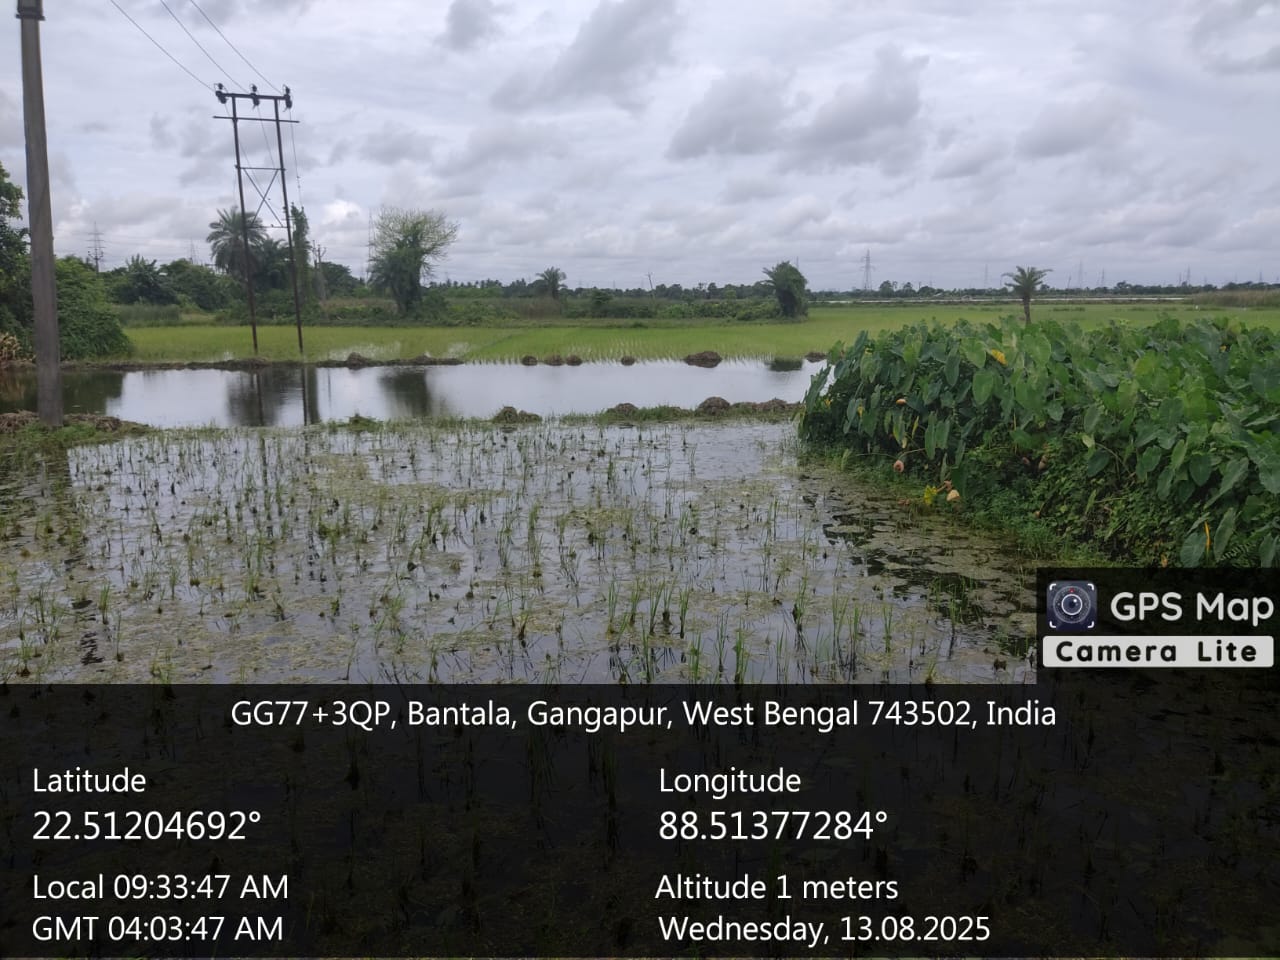 GPS Map
Camera Lite
GG77+3QP, Bantala, Gangapur, West Bengal 743502, India
Latitude
22.51204692°
Longitude
88.51377284°
Local 09:33:47 AM
GMT 04:03:47 AM
Altitude 1 meters
Wednesday, 13.08.2025